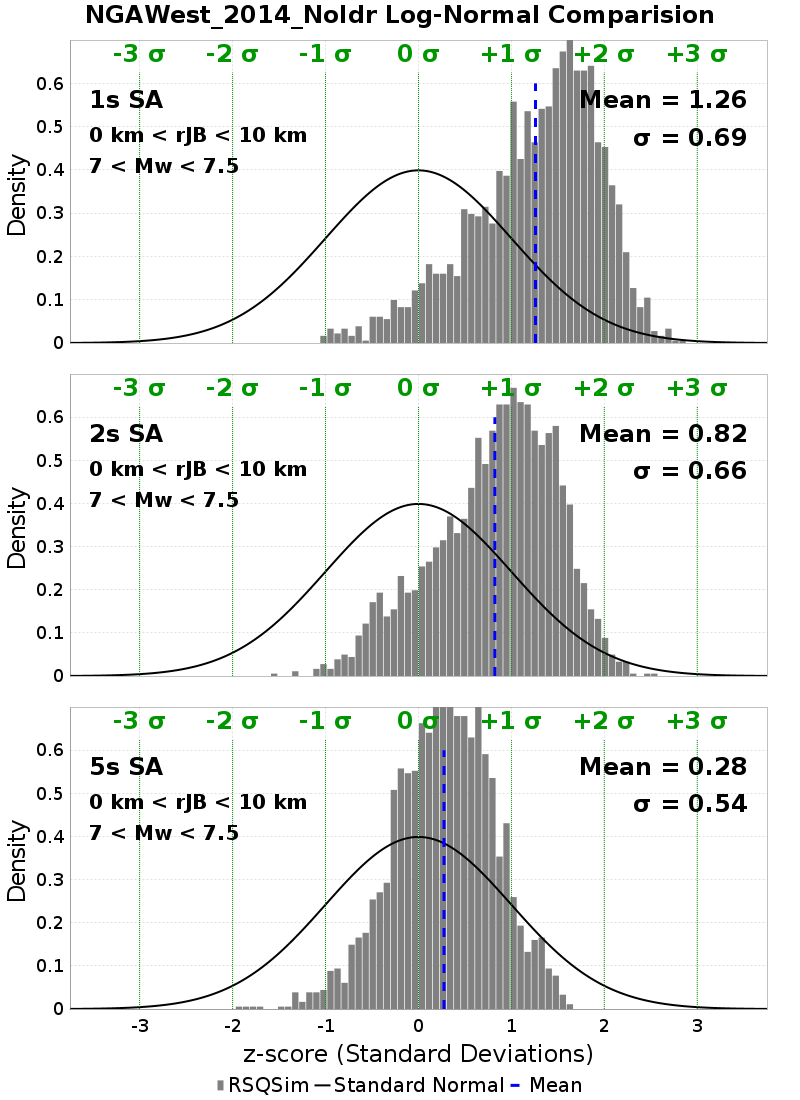 NGAWest_2014_NoIdr Log-Normal Comparision
-3 σ -2 σ -1 σ 0 σ +1 σ +2 σ +3 σ
1s SA
Mean = 1.26
0 km < rJB < 10 km
σ = 0.69
7 < Mw < 7.5
0.6
0.5
0.4
0.3
0.2
0.1
0
Density
-3 σ -2 σ -1 σ 0 σ +1 σ +2 σ +3 σ
2s SA
Mean = 0.82
0 km < rJB < 10 km
σ = 0.66
7 < Mw < 7.5
0.6
0.5
0.4
0.3
0.2
0.1
0
Density
-3 σ -2 σ -1 σ 0 σ +1 σ +2 σ +3 σ
5s SA
Mean = 0.28
0 km < rJB < 10 km
σ = 0.54
7 < Mw < 7.5
0.6
0.5
0.4
0.3
0.2
0.1
0
Density
-3 -2 -1 0 1 2 3
z-score (Standard Deviations)
RSQSim Standard Normal Mean